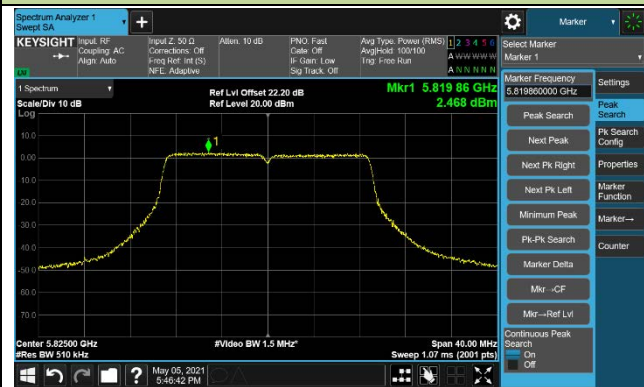 Spectrum Analyzer 1
Swept SA
+
Marker
KEYSIGHT
Input: RF
Coupling: AC
Align: Auto
Input Z: 50 Ω
Corrections: Off
Freq Ref: Int (S)
NFE: Adaptive
Atten: 10 dB
PNO: Fast
Gate: Off
IF Gain: Low
Sig Track: Off
Avg Type: Power (RMS)
Avg|Hold: 100/100
Trig: Free Run
1 2 3 4 5 6
A W W W W W
A N N N N N
Select Marker
Marker 1
1 Spectrum
Scale/Div 10 dB
Ref Lvl Offset 22.20 dB
Ref Level 20.00 dBm
Mkr1 5.819 86 GHz
2.468 dBm
Log
10.0
0.00
10.0
20.0
30.0
40.0
-50.0
60.0
70.0
1
Center 5.82500 GHz
#Res BW 510 kHz
#Video BW 1.5 MHz*
Span 40.00 MHz
Sweep 1.07 ms (2001 pts)
Marker Frequency
5.819860000 GHz
Peak Search
Next Peak
Next Pk Right
Next Pk Left
Minimum Peak
Pk-Pk Search
Marker Delta
Mkr→CF
Mkr→Ref Lvl
Continuous Peak
Search
On
Off
Settings
Peak
Search
Pk Search
Config
Properties
Marker
Function
Marker→
Counter
?
May 05, 2021
5:46:42 PM